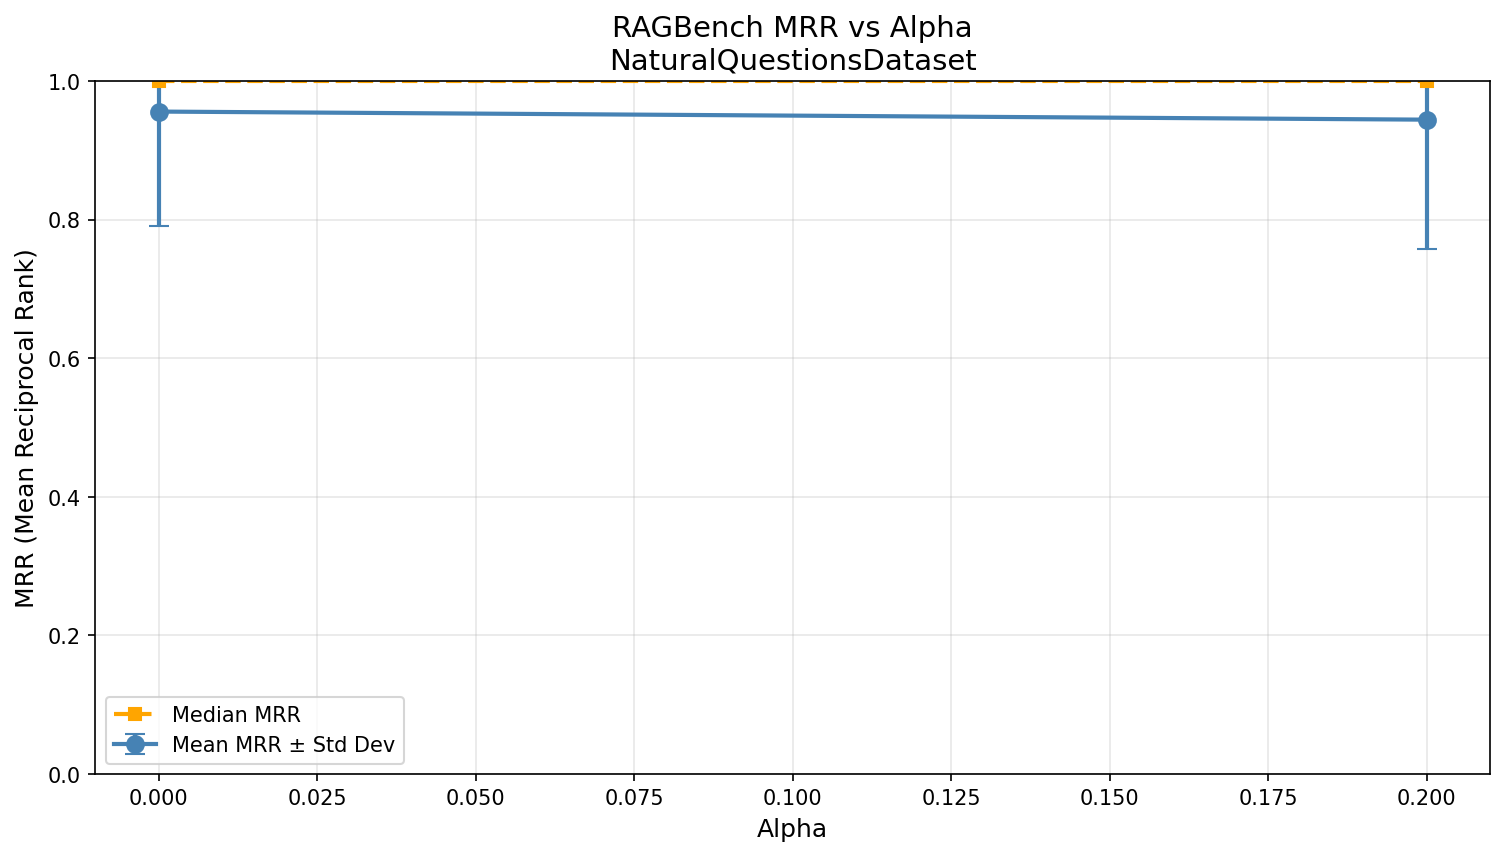 RAGBench MRR vs Alpha
NaturalQuestionsDataset
MRR (Mean Reciprocal Rank)
1.0
0.8
0.6
0.4
0.2
0.0
Median MRR
Mean MRR ± Std Dev
0.000 0.025 0.050 0.075 0.100 0.125 0.150 0.175 0.200
Alpha